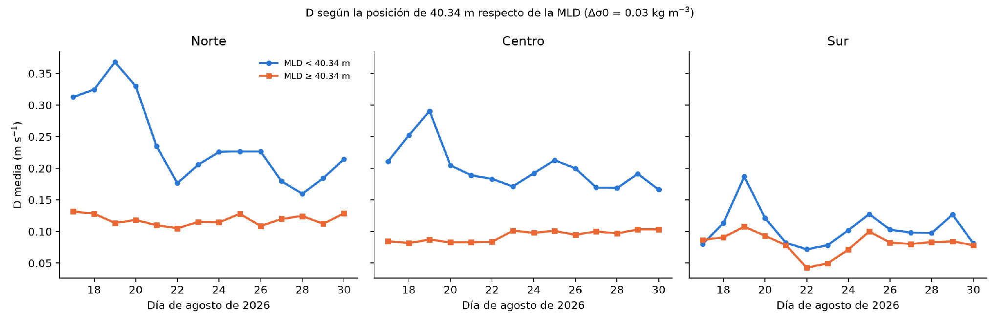 D según la posición de 40.34 m respecto de la MLD (Δσ0 = 0.03 kg m⁻³)
Norte
Centro
Sur
MLD < 40.34 m
MLD ≥ 40.34 m
D media (m s⁻¹)
0.35
0.30
0.25
0.20
0.15
0.10
0.05
18 20 22 24 26 28 30
18 20 22 24 26 28 30
18 20 22 24 26 28 30
Día de agosto de 2026
Día de agosto de 2026
Día de agosto de 2026